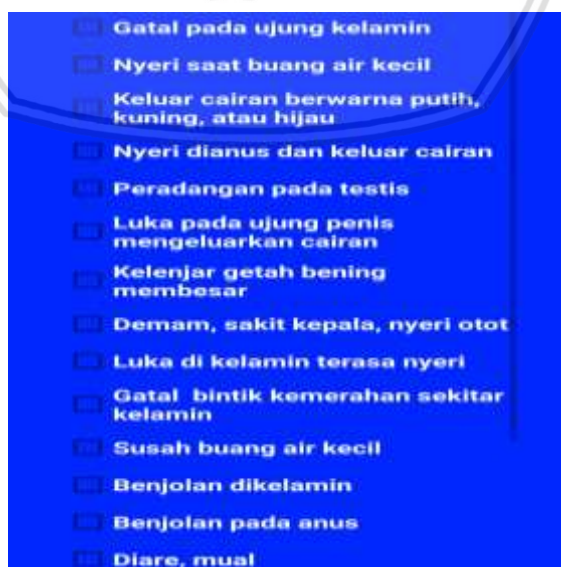 Gatal pada ujung kelamin
Nyeri saat buang air kecil
Keluar cairan berwarna putih,
kuning, atau hijau
Nyeri dianus dan keluar cairan
Peradangan pada testis
Luka pada ujung penis
mengeluarkan cairan
Kelenjar getah bening
membesar
Demam, sakit kepala, nyeri otot
Luka di kelamin terasa nyeri
Gatal  bintik kemerahan sekitar
kelamin
Susah buang air kecil
Benjolan dikelamin
Benjolan pada anus
Diare, mual